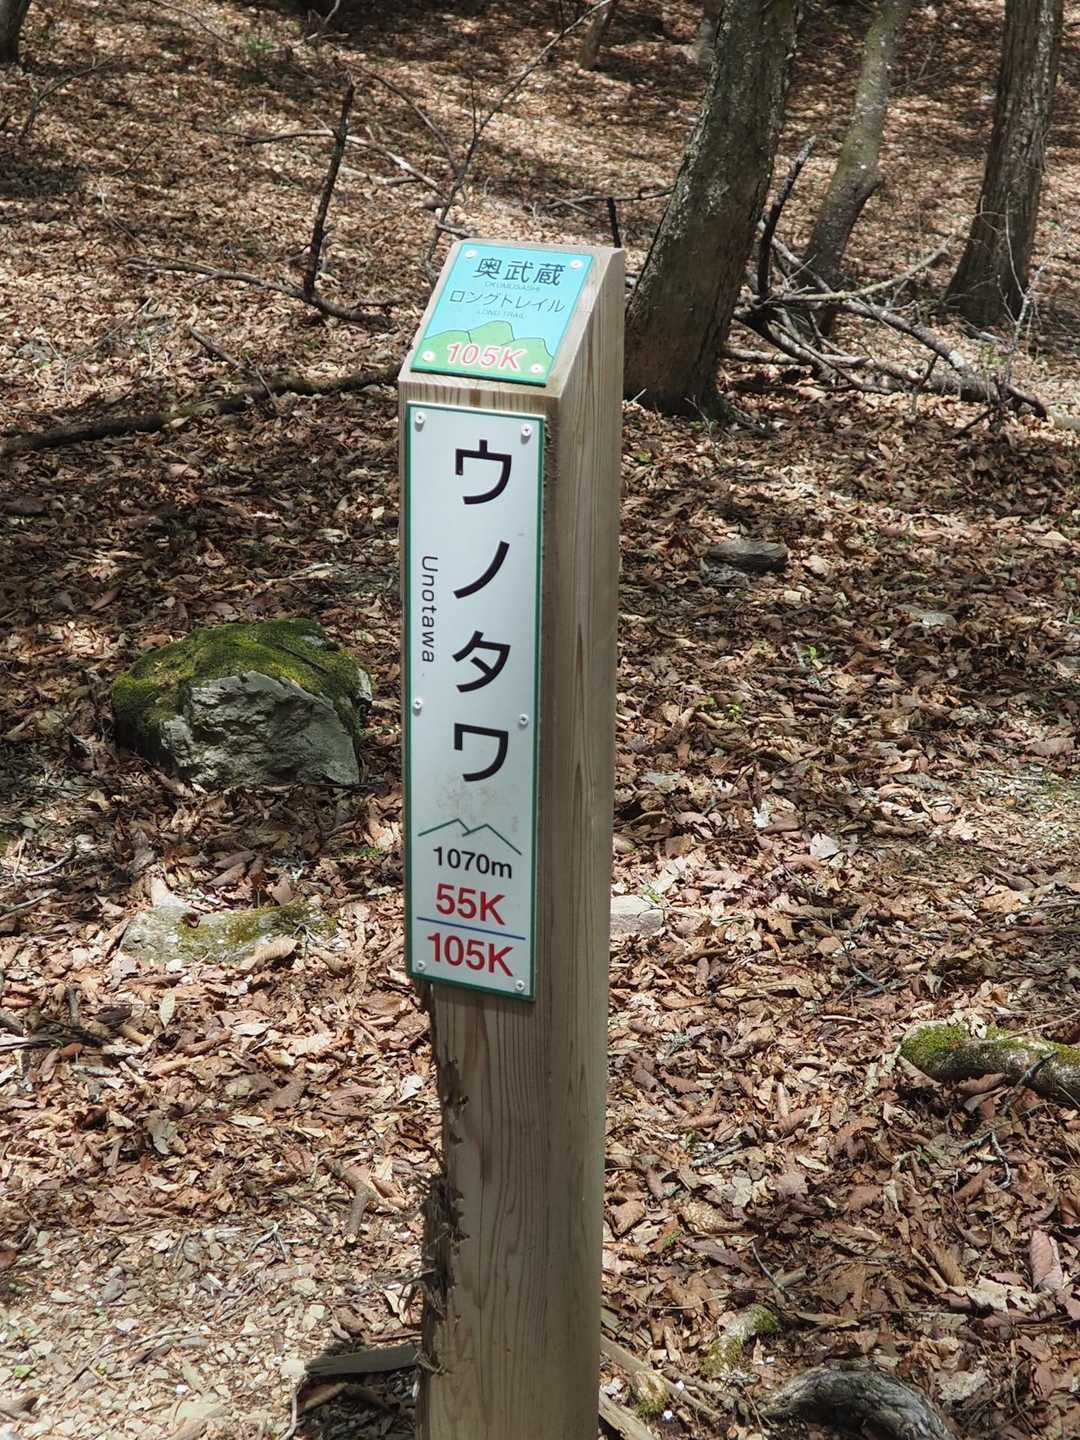 奥武蔵
OKUMUSASHI
ロングトレイル
LONG TRAIL
105K
ウノタワ
Unotawa
1070m
55K
105K